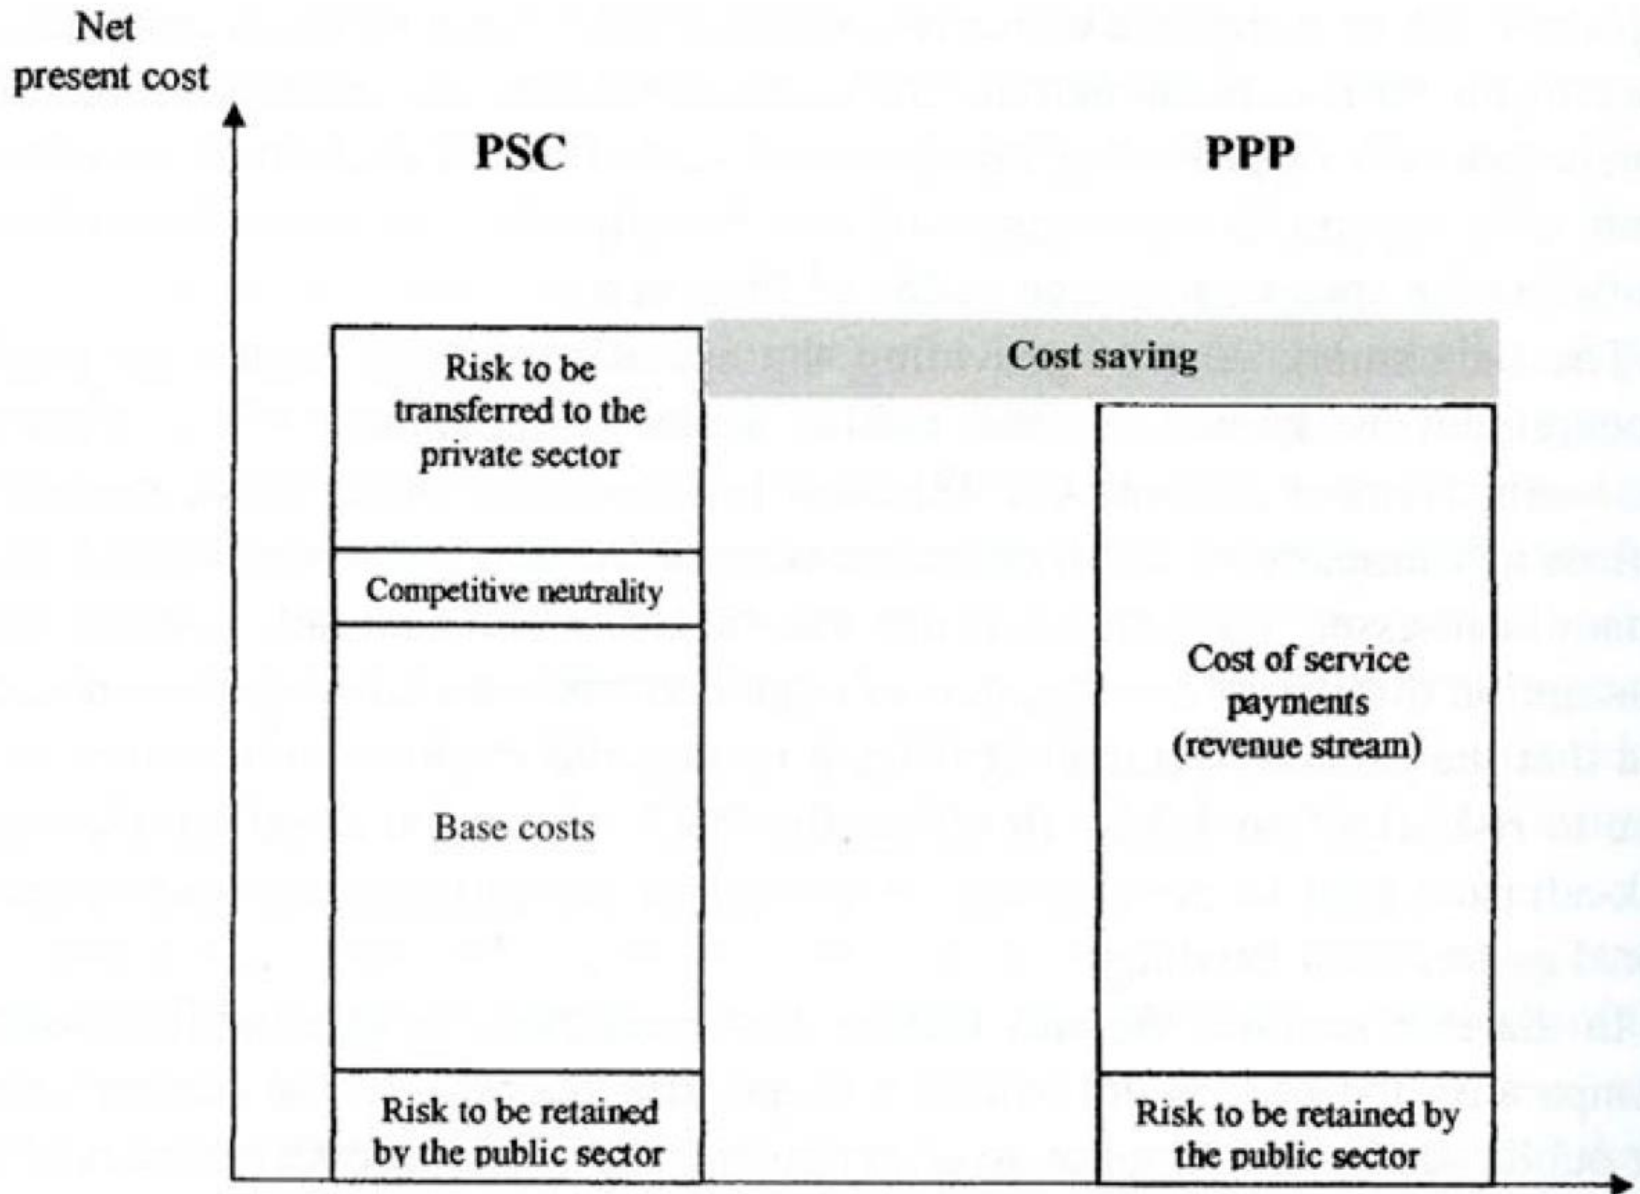 Net
present cost
PSC
PPP
Cost saving
Risk to be
transferred to the
private sector
Competitive neutrality
Base costs
Risk to be retained
by the public sector
Cost of service
payments
(revenue stream)
Risk to be retained by
the public sector